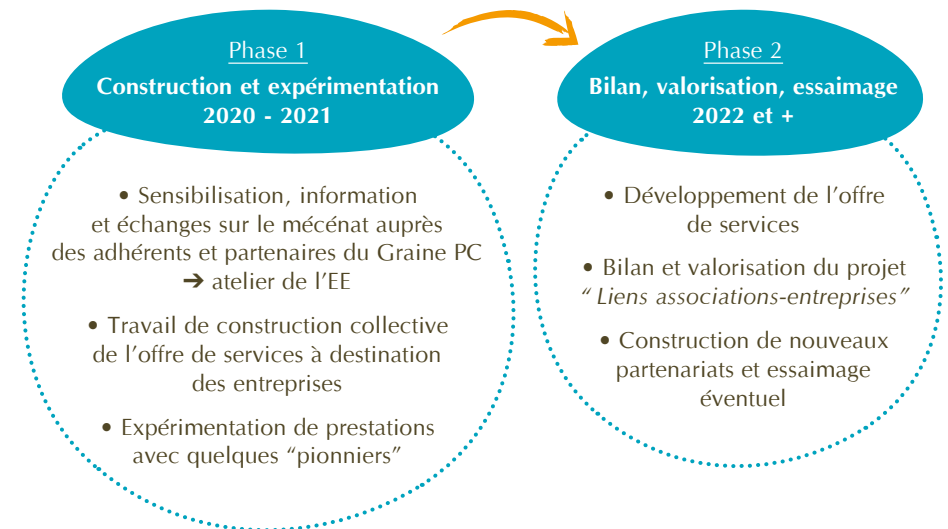 Phase 1
Construction et expérimentation
2020 - 2021
• Sensibilisation, information
et échanges sur le mécénat auprès
des adhérents et partenaires du Graine PC
➔ atelier de l’EE
• Travail de construction collective
de l’offre de services à destination
des entreprises
• Expérimentation de prestations
avec quelques “pionniers”
Phase 2
Bilan, valorisation, essaimage
2022 et +
• Développement de l’offre
de services
• Bilan et valorisation du projet
“ Liens associations-entreprises”
• Construction de nouveaux
partenariats et essaimage
éventuel